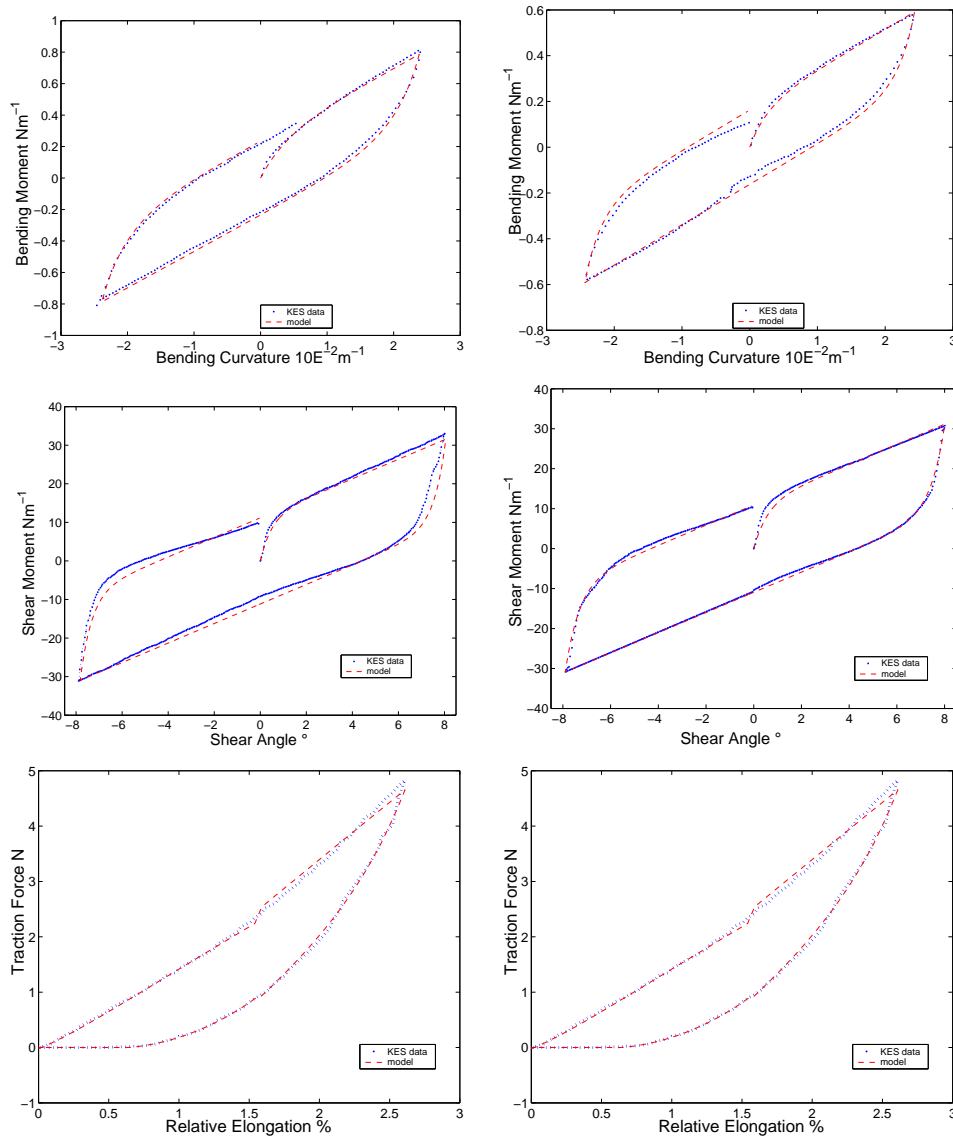 1
0.8
0.6
0.4
0.2
0
−0.2
−0.4
−0.6
−0.8
−1
Bending Moment Nm−1
KES data
model
−3 −2 −1 0 1 2 3
Bending Curvature 10E−2m−1
0.6
0.4
0.2
0
−0.2
−0.4
−0.6
−0.8
Bending Moment Nm−1
KES data
model
−3 −2 −1 0 1 2 3
Bending Curvature 10E−2m−1
40
30
20
10
0
−10
−20
−30
−40
Shear Moment Nm−1
KES data
model
−8 −6 −4 −2 0 2 4 6 8
Shear Angle °
40
30
20
10
0
−10
−20
−30
−40
Shear Moment Nm−1
KES data
model
−8 −6 −4 −2 0 2 4 6 8
Shear Angle °
5
4
3
2
1
0
−1
Traction Force N
KES data
model
0 0.5 1 1.5 2 2.5 3
Relative Elongation %
5
4
3
2
1
0
−1
Traction Force N
KES data
model
0 0.5 1 1.5 2 2.5 3
Relative Elongation %